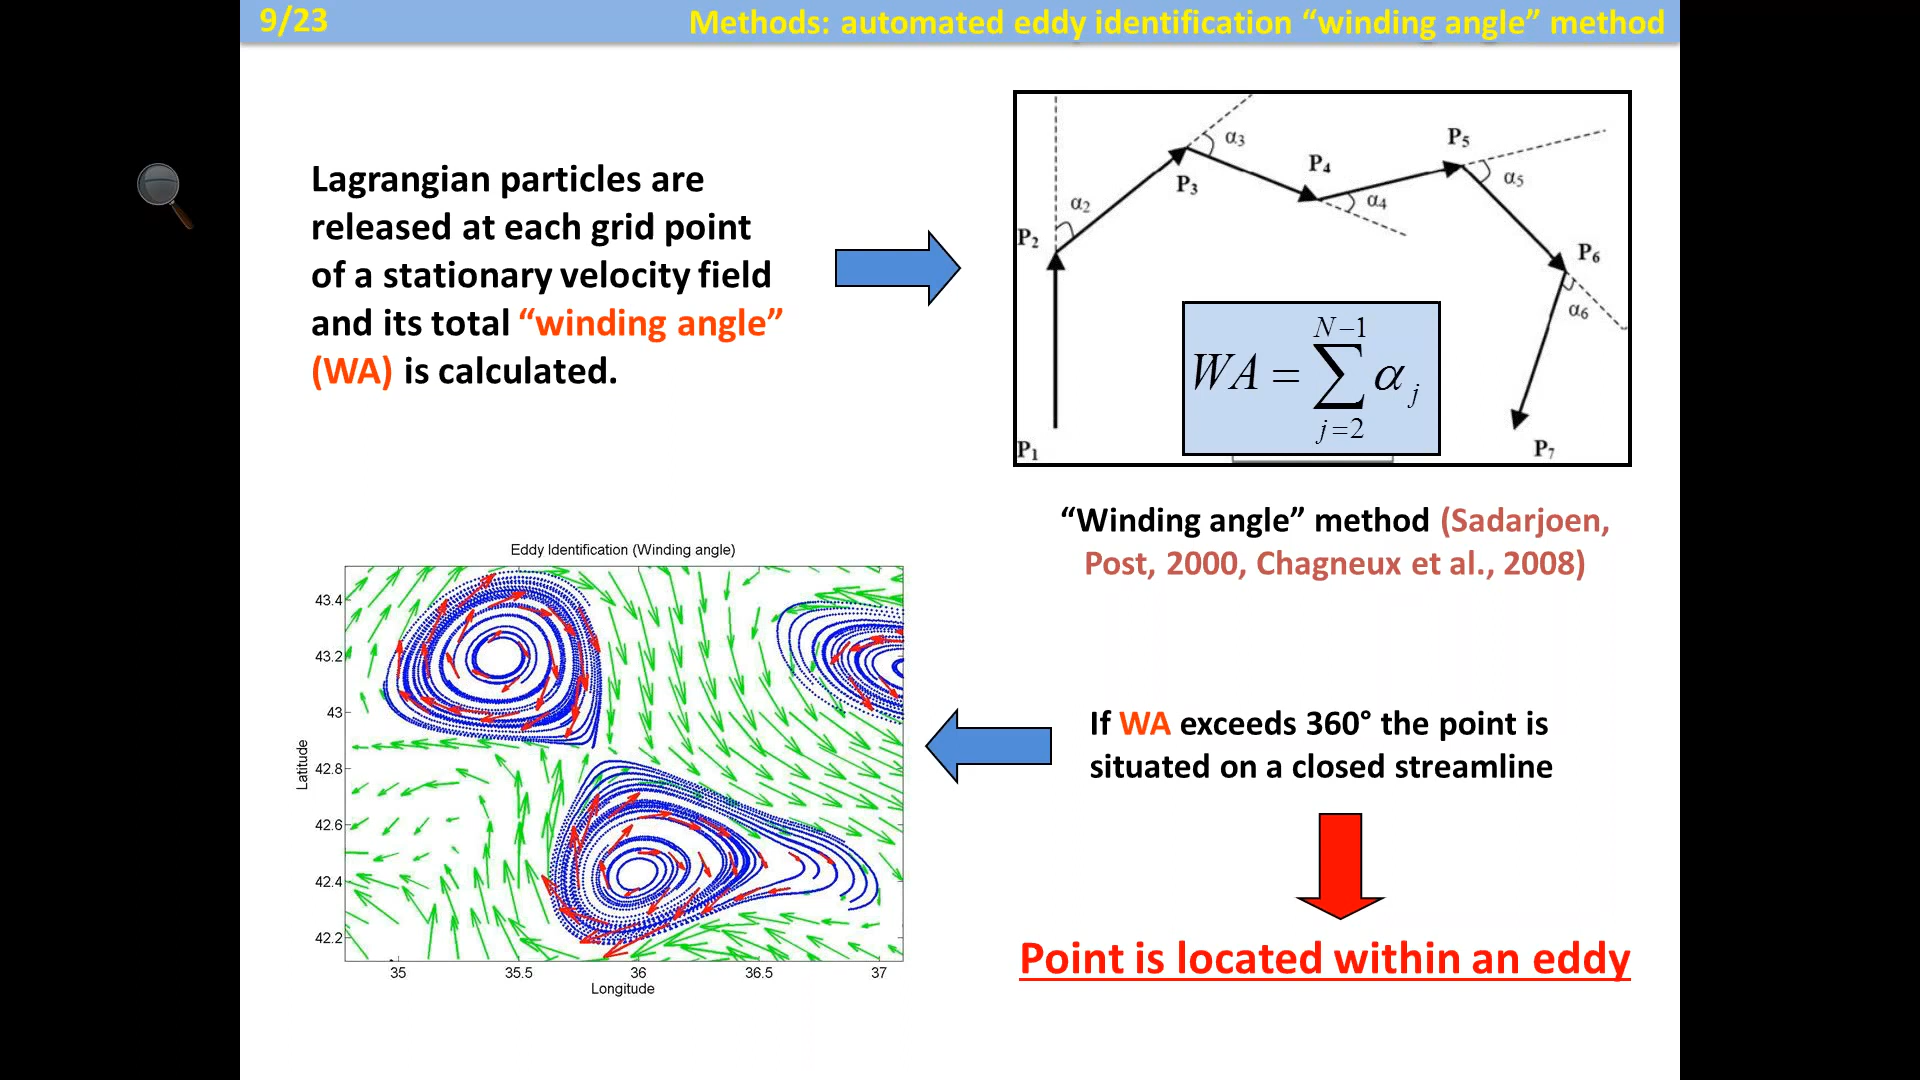 9/23
Methods: automated eddy identification “winding angle” method
Lagrangian particles are
released at each grid point
of a stationary velocity field
and its total “winding angle”
(WA) is calculated.
P₁
P₂
α₂
P₃
α₃
P₄
α₄
P₅
α₅
P₆
α₆
P₇
WA = ∑ α_j
N−1
j=2
“Winding angle” method (Sadarjoen,
Post, 2000, Chagneux et al., 2008)
Eddy Identification (Winding angle)
43.4
43.2
43
42.8
42.6
42.4
42.2
Latitude
35
35.5
36
36.5
37
Longitude
If WA exceeds 360° the point is
situated on a closed streamline
Point is located within an eddy